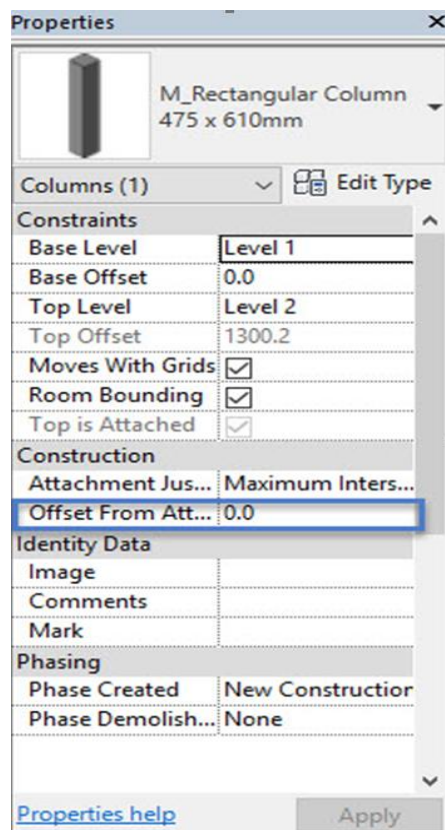 Properties
M_Rectangular Column
475 x 610mm
Columns (1) Edit Type
Constraints
Base Level Level 1
Base Offset 0.0
Top Level Level 2
Top Offset 1300.2
Moves With Grids
Room Bounding
Top is Attached
Construction
Attachment Jus... Maximum Inters...
Offset From Att... 0.0
Identity Data
Image
Comments
Mark
Phasing
Phase Created New Construction
Phase Demolish... None
Properties help Apply